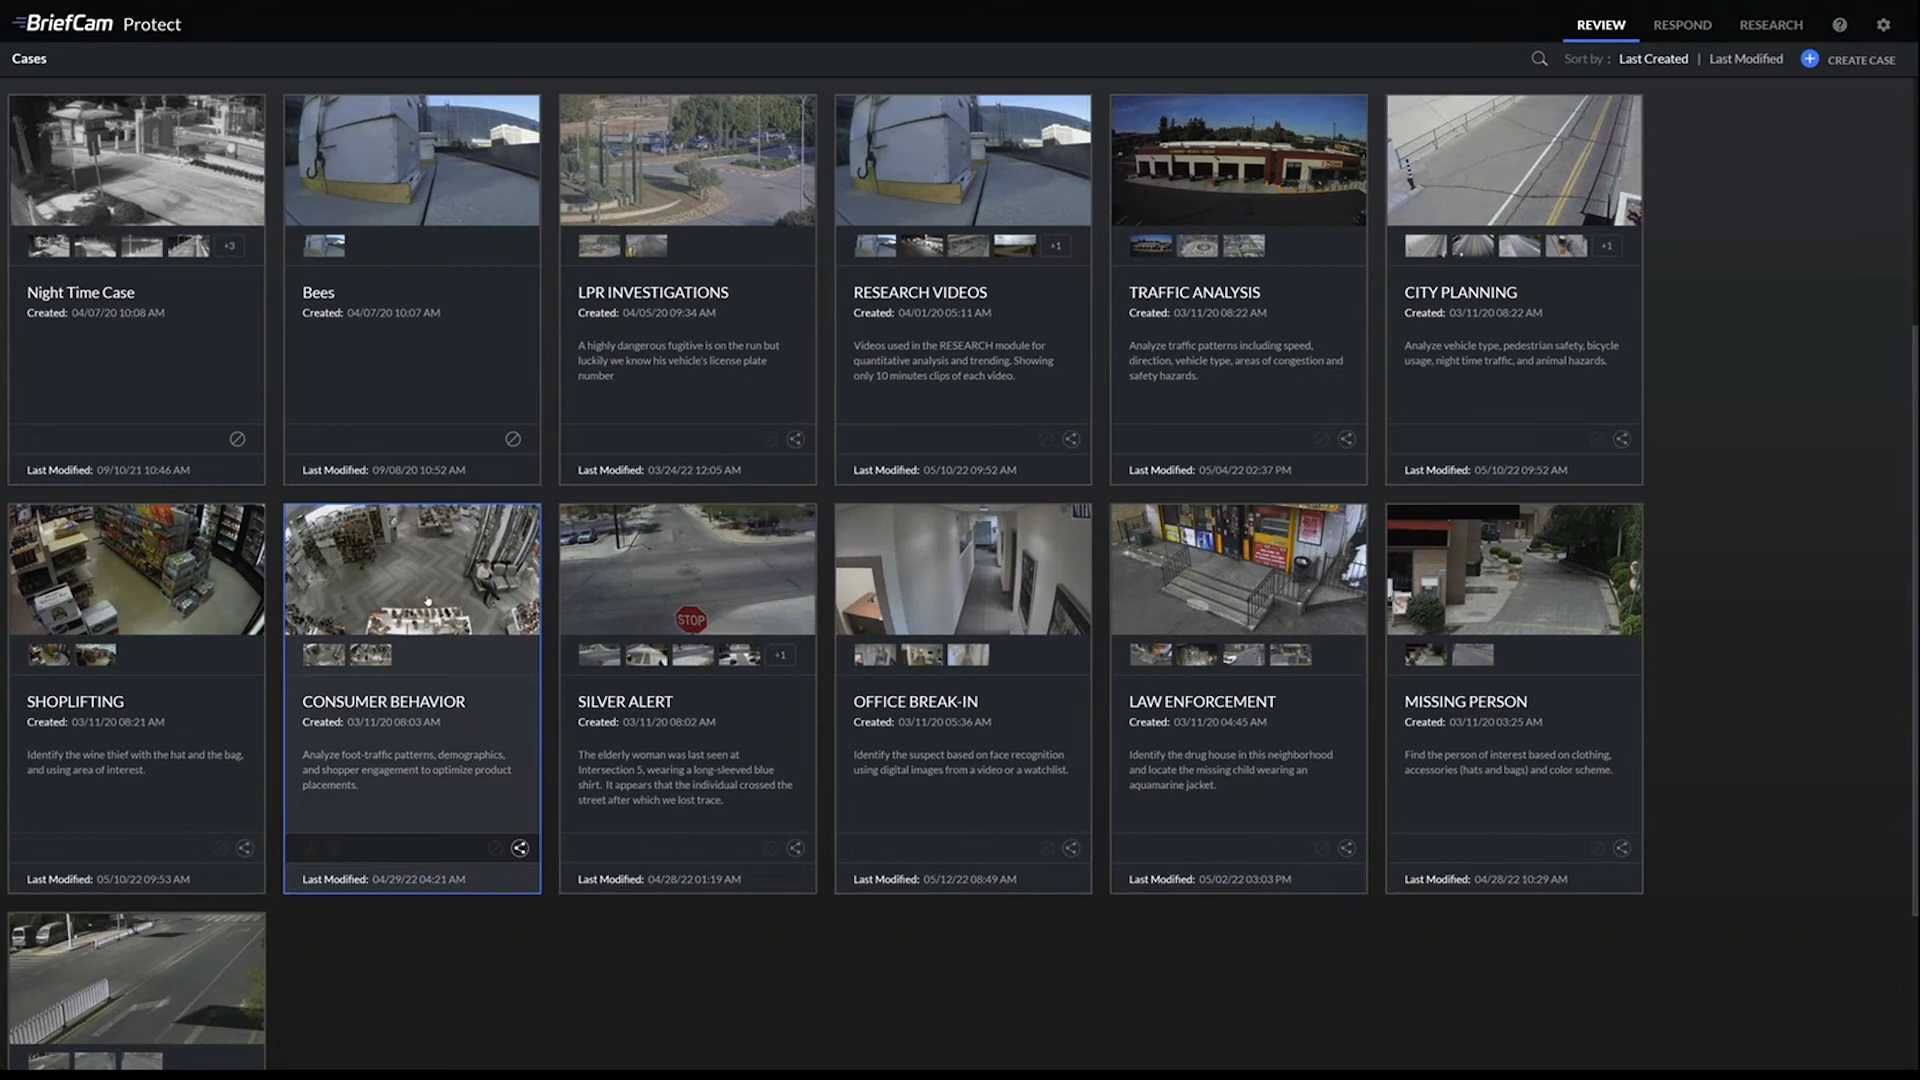 BriefCam Protect
REVIEW RESPOND RESEARCH ?
Cases
Sort by : Last Created | Last Modified + CREATE CASE
+3
Night Time Case
Created: 04/07/20 10:08 AM
Last Modified: 09/10/21 10:46 AM
Bees
Created: 04/07/20 10:07 AM
Last Modified: 09/08/20 10:52 AM
LPR INVESTIGATIONS
Created: 04/05/20 09:34 AM
A highly dangerous fugitive is on the run but
luckily we know his vehicle's license plate
number
Last Modified: 03/24/22 12:05 AM
+1
RESEARCH VIDEOS
Created: 04/01/20 05:11 AM
Videos used in the RESEARCH module for
quantitative analysis and trending. Showing
only 10 minutes clips of each video.
Last Modified: 05/10/22 09:52 AM
TRAFFIC ANALYSIS
Created: 03/11/20 08:22 AM
Analyze traffic patterns including speed,
direction, vehicle type, areas of congestion and
safety hazards.
Last Modified: 05/04/22 02:37 PM
+1
CITY PLANNING
Created: 03/11/20 08:22 AM
Analyze vehicle type, pedestrian safety, bicycle
usage, night time traffic, and animal hazards.
Last Modified: 05/10/22 09:52 AM
SHOPLIFTING
Created: 03/11/20 08:21 AM
Identify the wine thief with the hat and the bag,
and using area of interest.
Last Modified: 05/10/22 09:53 AM
CONSUMER BEHAVIOR
Created: 03/11/20 08:03 AM
Analyze foot-traffic patterns, demographics,
and shopper engagement to optimize product
placements.
Last Modified: 04/29/22 04:21 AM
STOP
+1
SILVER ALERT
Created: 03/11/20 08:02 AM
The elderly woman was last seen at
Intersection 5, wearing a long-sleeved blue
shirt. It appears that the individual crossed the
street after which we lost trace.
Last Modified: 04/28/22 01:19 AM
OFFICE BREAK-IN
Created: 03/11/20 05:36 AM
Identify the suspect based on face recognition
using digital images from a video or a watchlist.
Last Modified: 05/12/22 08:49 AM
LAW ENFORCEMENT
Created: 03/11/20 04:45 AM
Identify the drug house in this neighborhood
and locate the missing child wearing an
aquamarine jacket.
Last Modified: 05/02/22 03:03 PM
MISSING PERSON
Created: 03/11/20 03:25 AM
Find the person of interest based on clothing,
accessories (hats and bags) and color scheme.
Last Modified: 04/28/22 10:29 AM